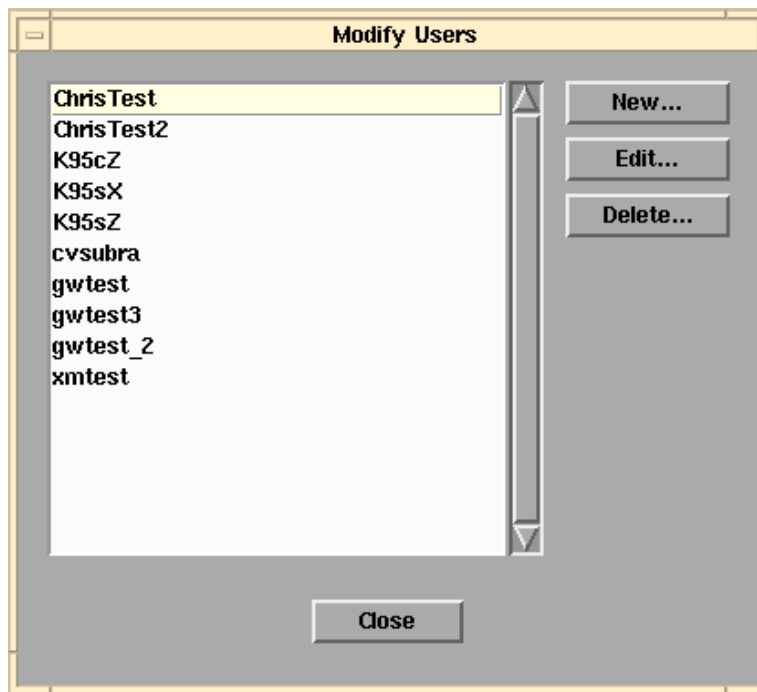 Modify Users
ChrisTest
ChrisTest2
K95cZ
K95sX
K95sZ
cvsubra
gwtest
gwtest3
gwtest_2
xmtest
New...
Edit...
Delete...
Close